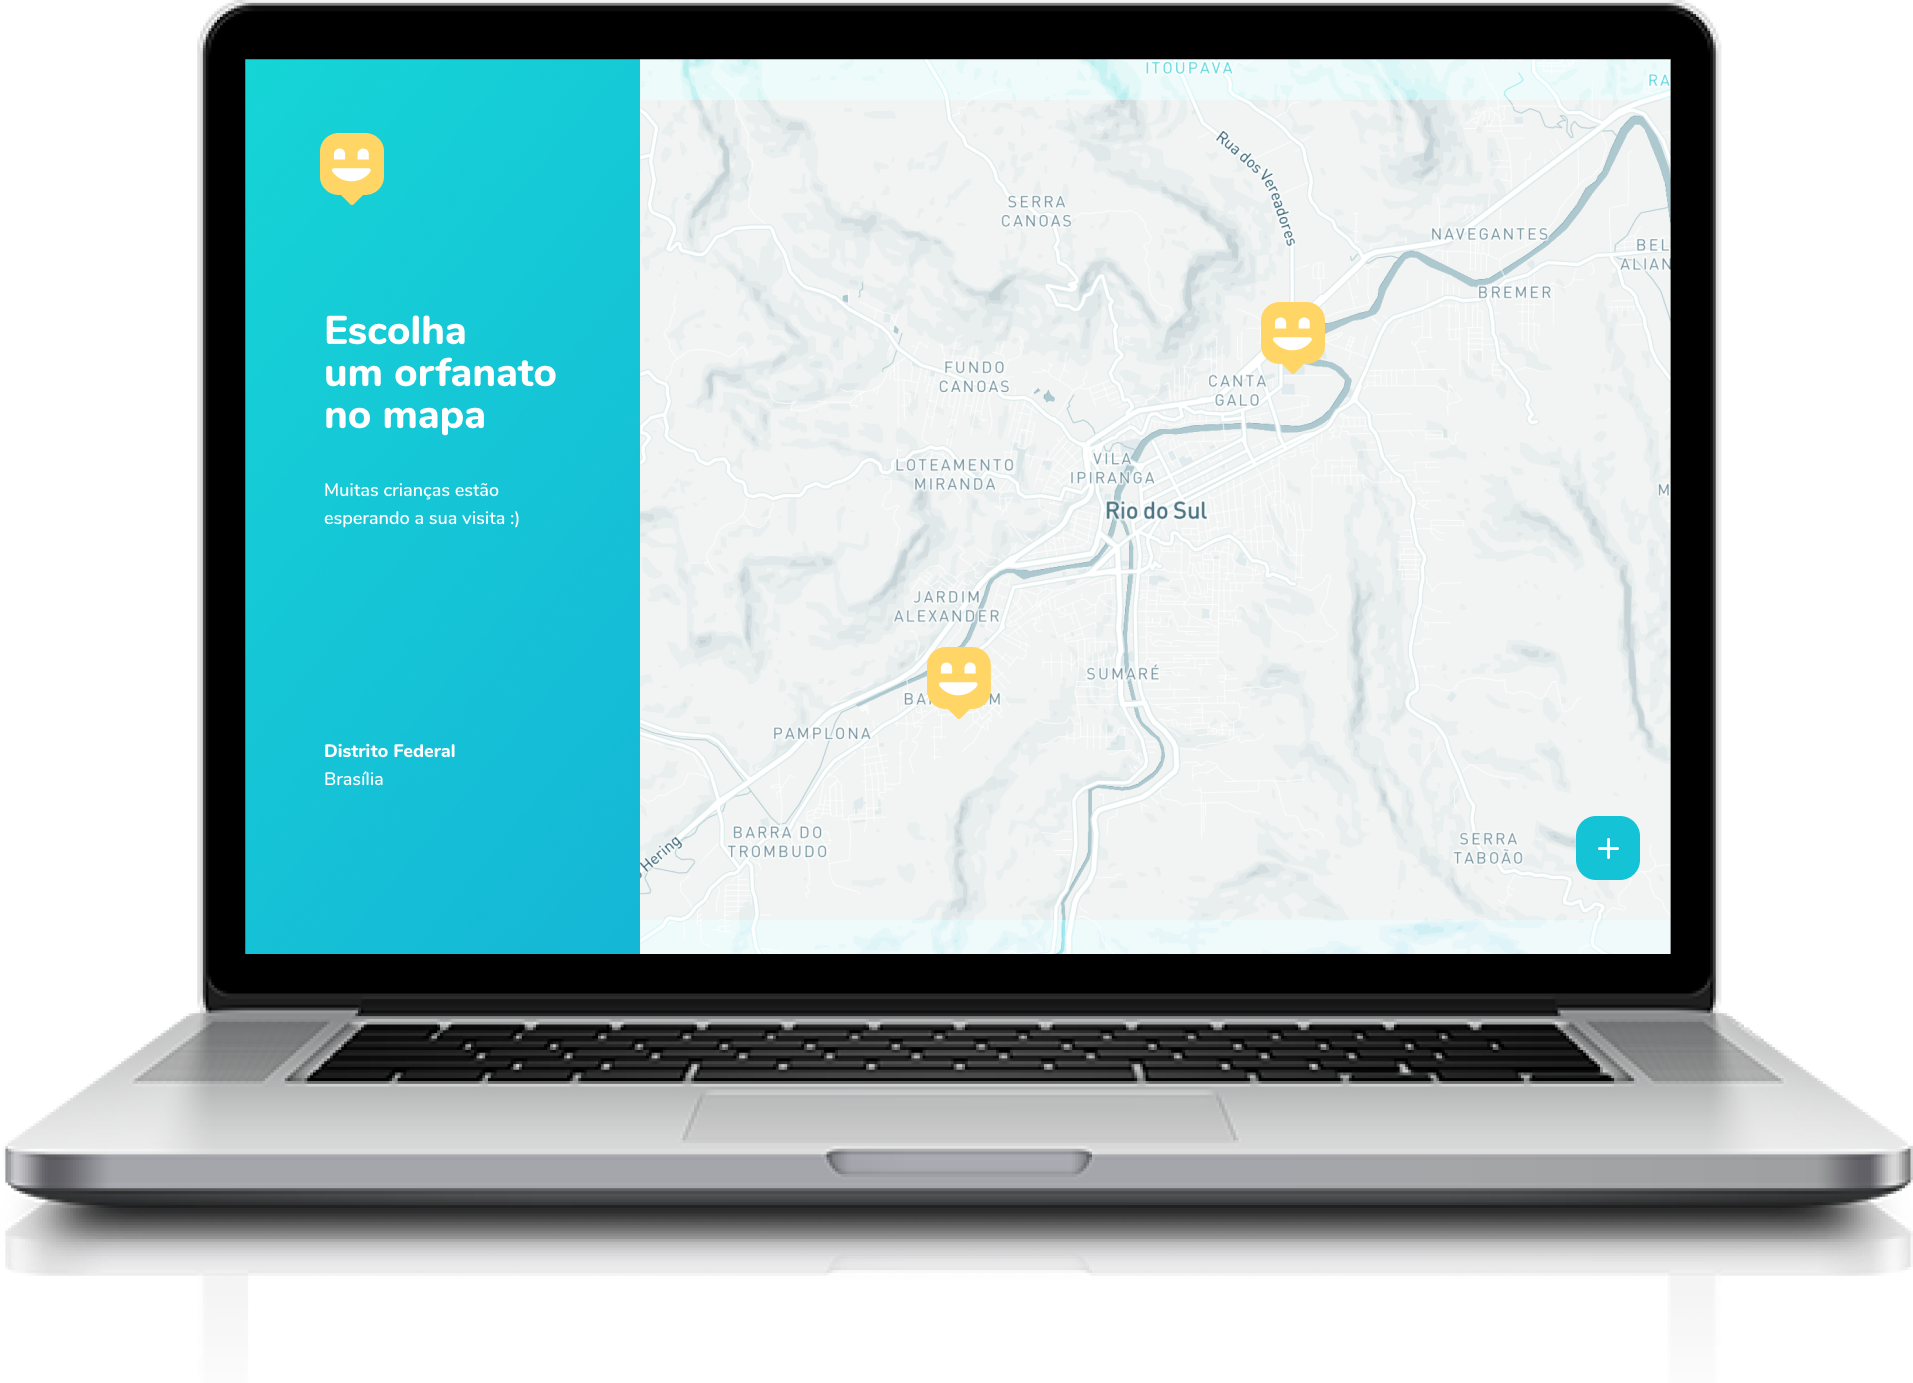 Escolha
um orfanato
no mapa
Muitas crianças estão
esperando a sua visita :)
Distrito Federal
Brasília
ITOUPAVA
RA
Rua dos Vereadores
SERRA
CANOAS
NAVEGANTES
BEL
ALIAN
BREMER
FUNDO
CANOAS
CANTA
GALO
LOTEAMENTO
MIRANDA
VILA
IPIRANGA
M
Rio do Sul
JARDIM
ALEXANDER
SUMARÉ
PAMPLONA
BARRA DO
TROMBUDO
Hering
SERRA
TABOÃO
+